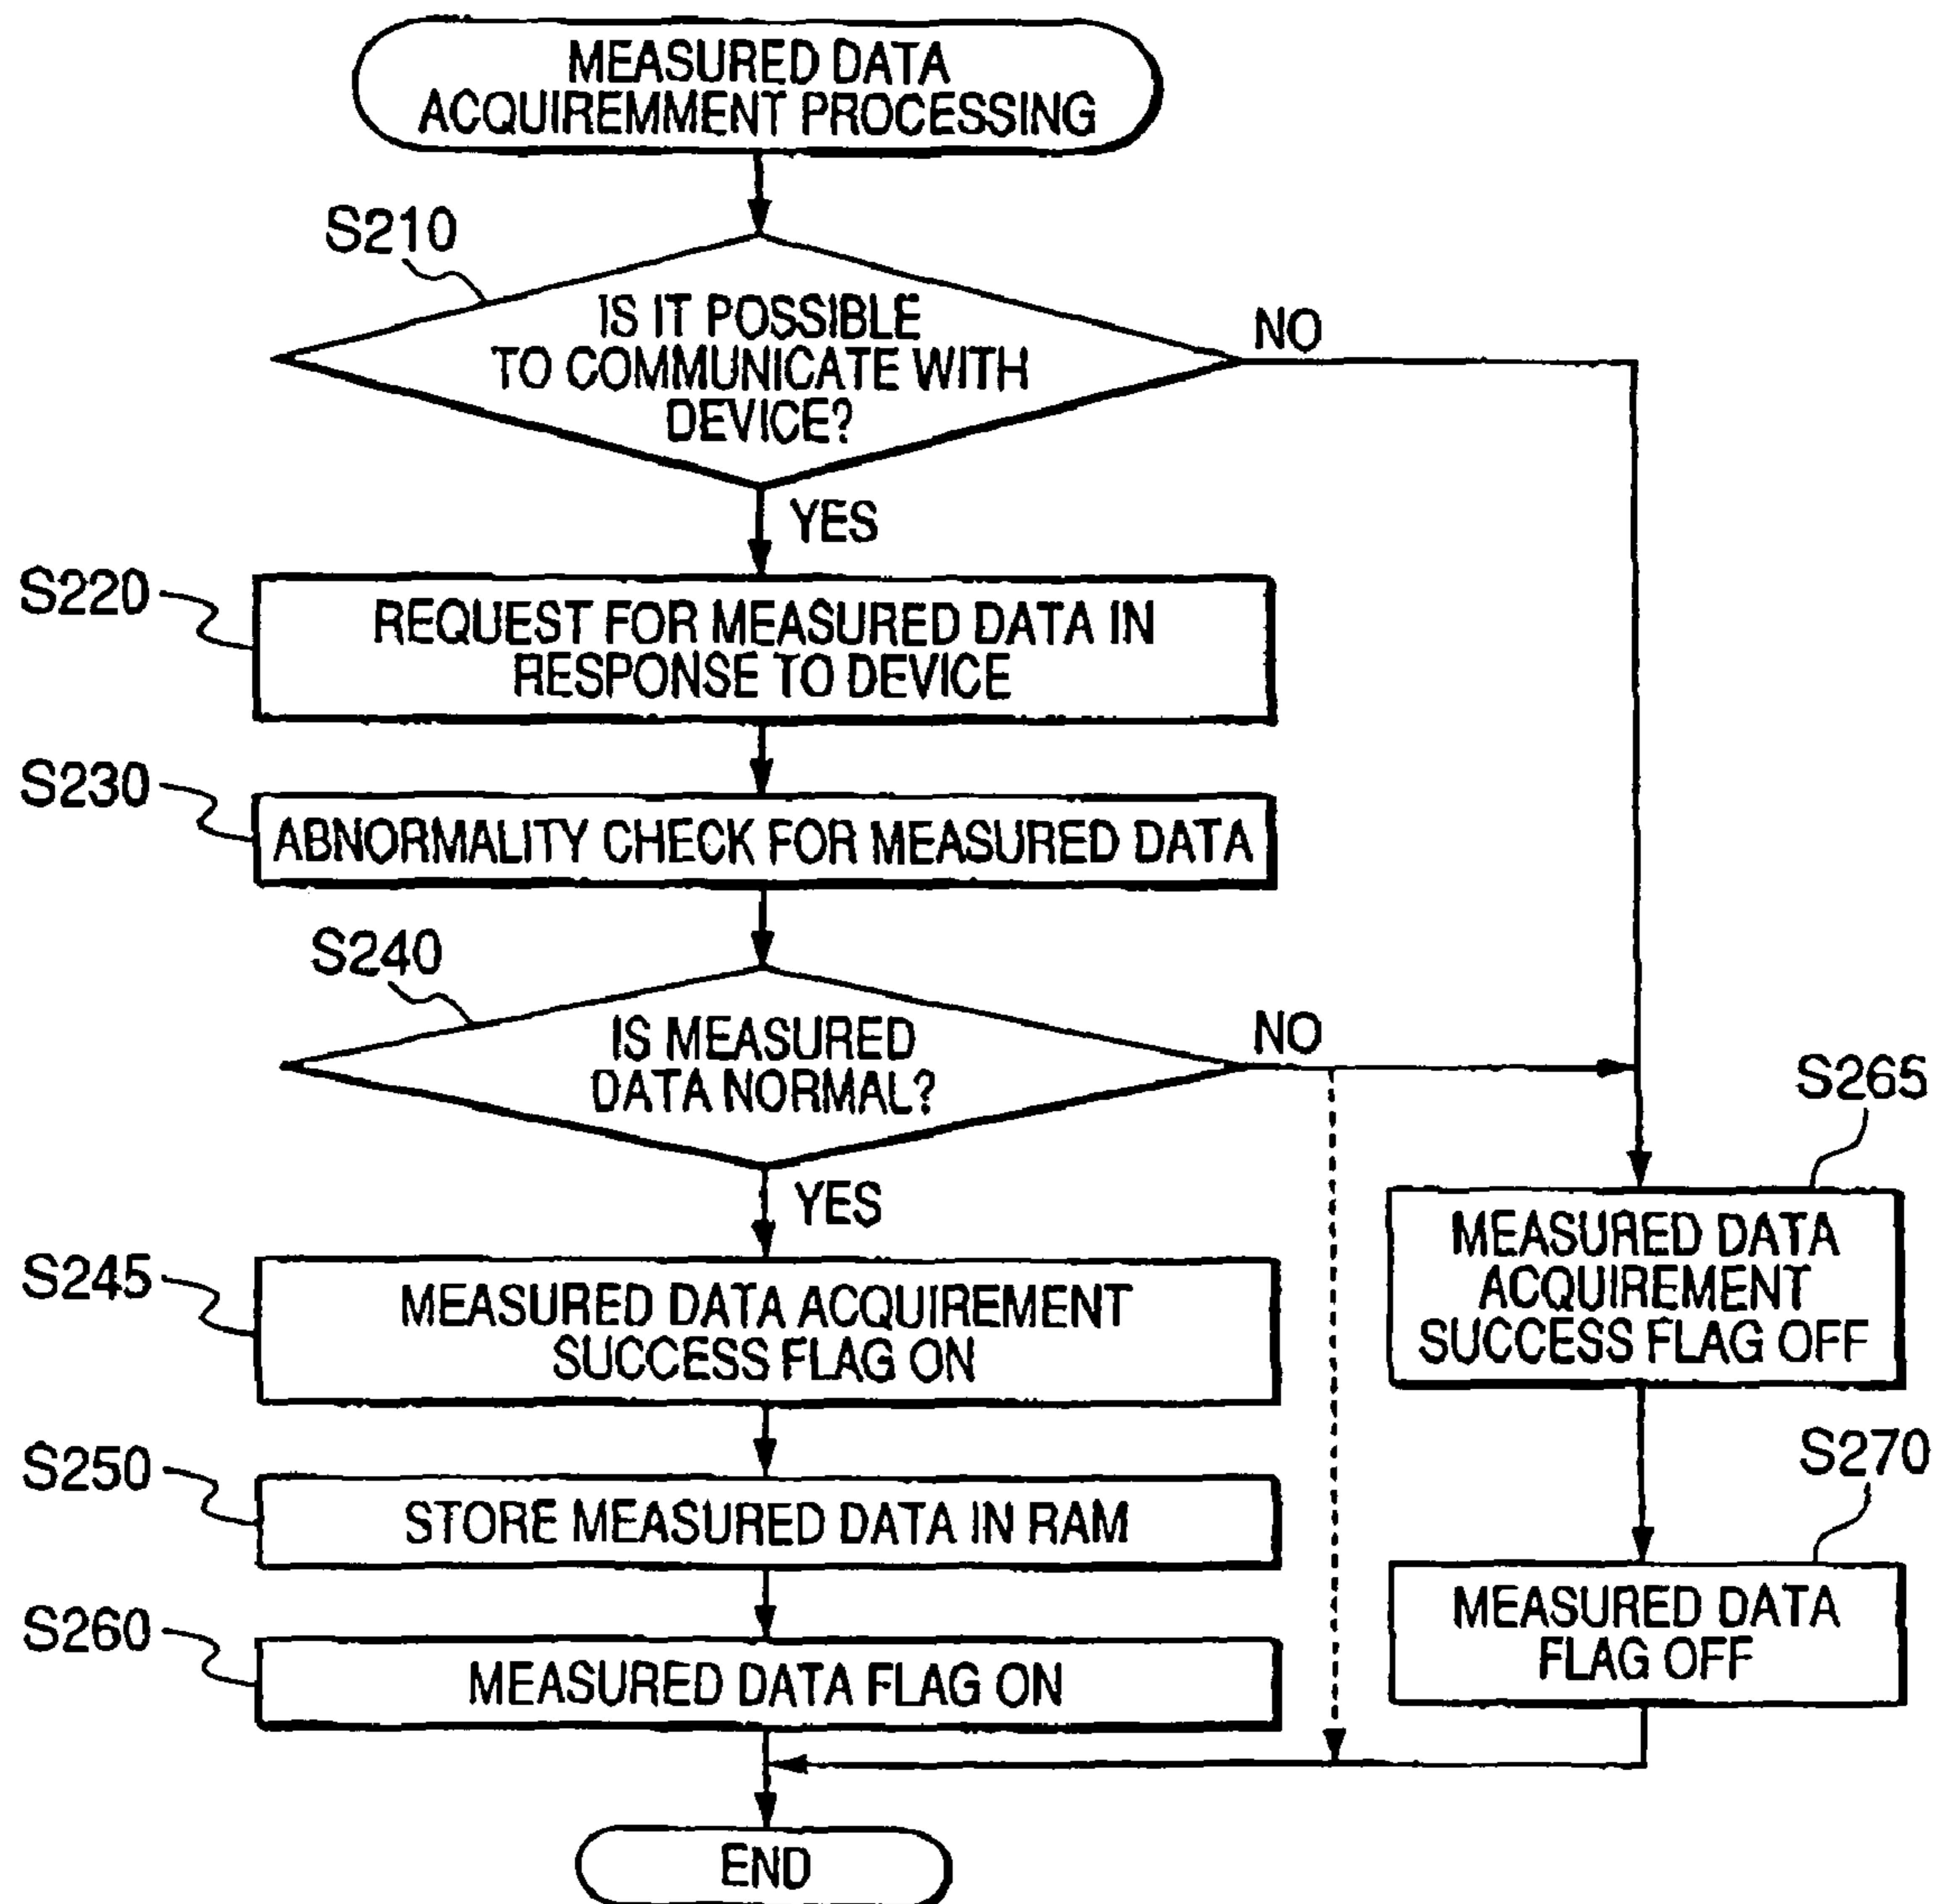 MEASURED DATA
ACQUIREMMENT PROCESSING
S210
IS IT POSSIBLE
TO COMMUNICATE WITH
DEVICE?
NO
YES
S220
REQUEST FOR MEASURED DATA IN
RESPONSE TO DEVICE
S230
ABNORMALITY CHECK FOR MEASURED DATA
S240
IS MEASURED
DATA NORMAL?
NO
YES
S265
MEASURED DATA
ACQUIREMENT
SUCCESS FLAG OFF
S245
MEASURED DATA ACQUIREMENT
SUCCESS FLAG ON
S250
STORE MEASURED DATA IN RAM
S270
MEASURED DATA
FLAG OFF
S260
MEASURED DATA FLAG ON
END